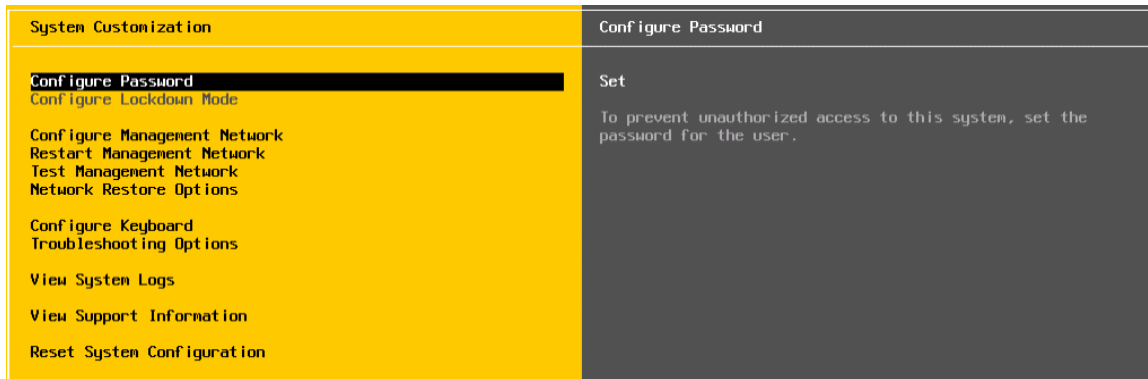 System Customization
Configure Password
Configure Lockdown Mode
Configure Management Network
Restart Management Network
Test Management Network
Network Restore Options
Configure Keyboard
Troubleshooting Options
View System Logs
View Support Information
Reset System Configuration
Configure Password
Set
To prevent unauthorized access to this system, set the
password for the user.